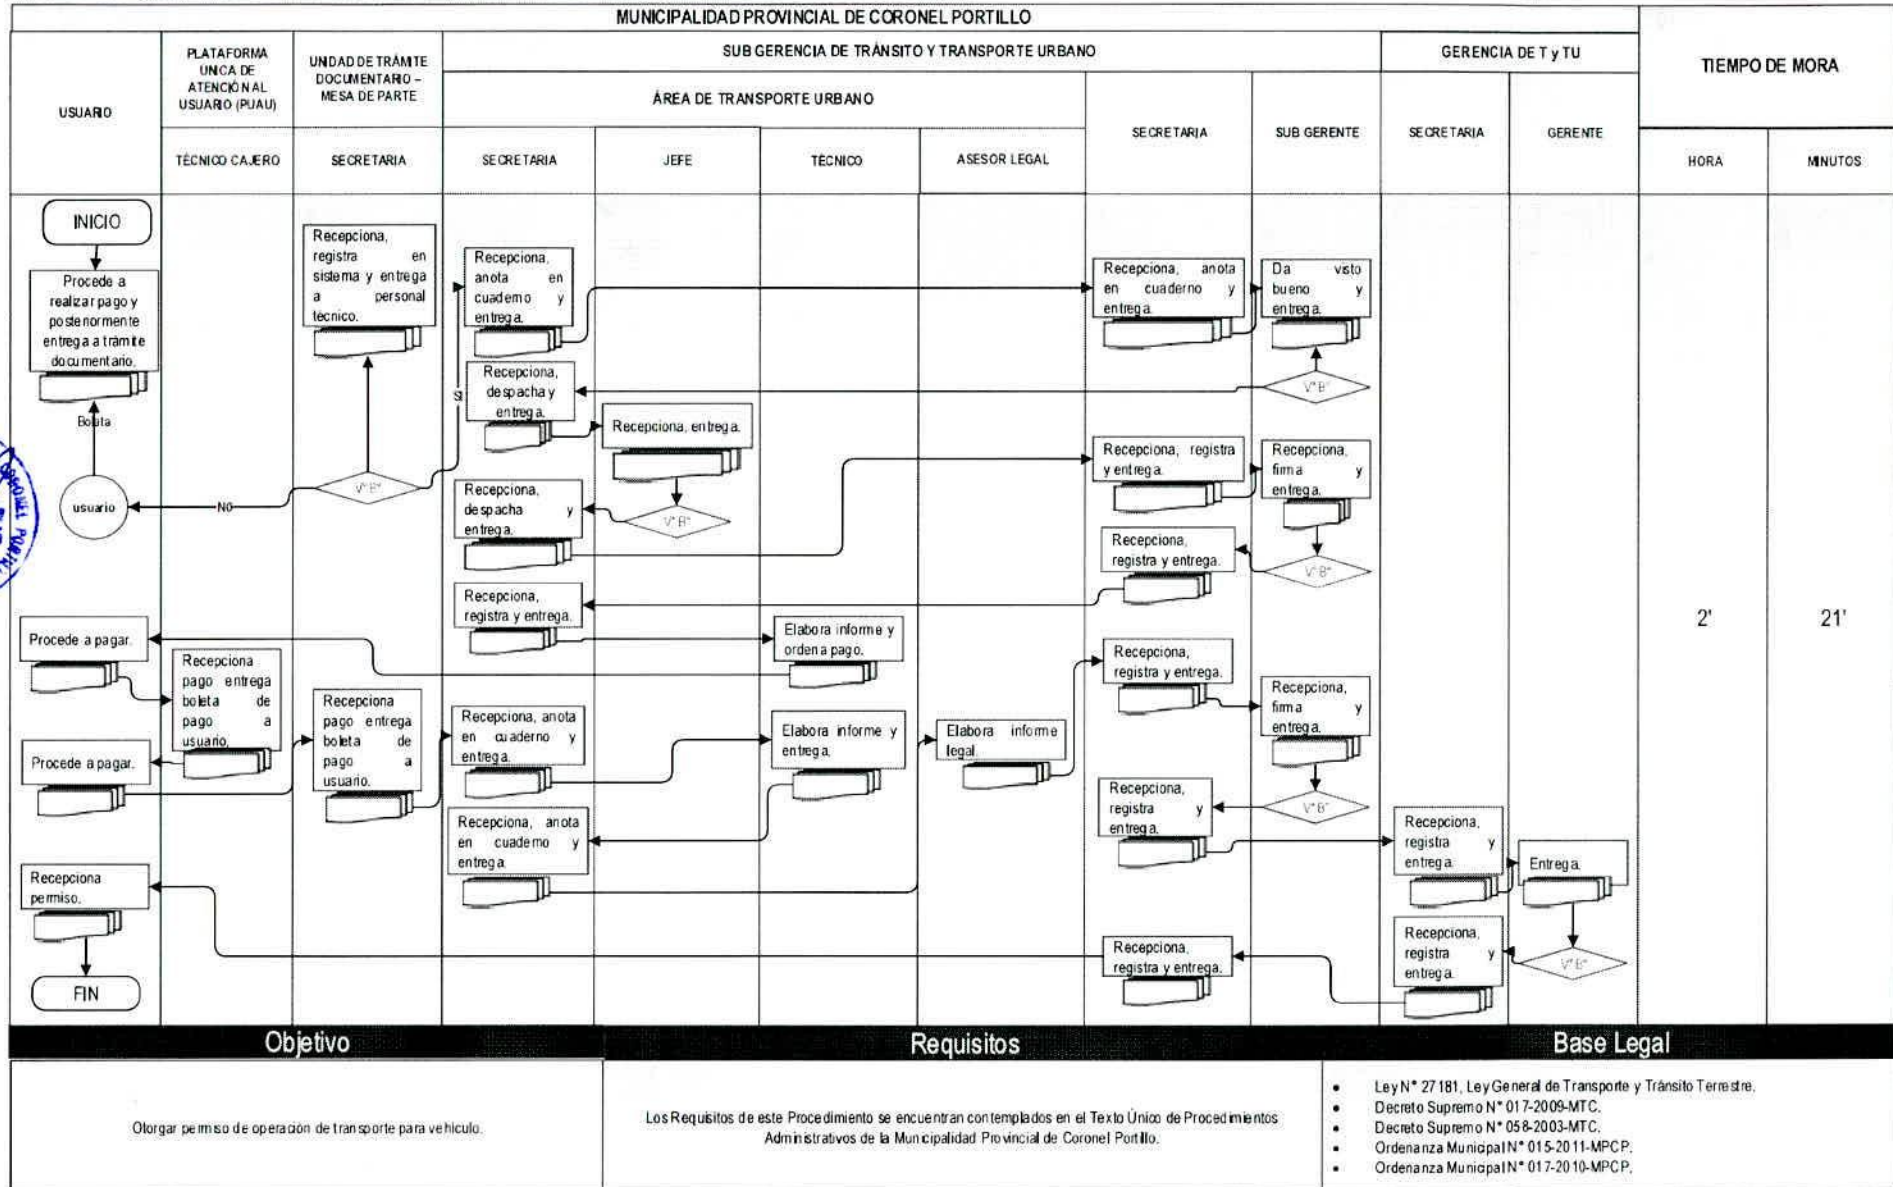 MUNICIPALIDAD PROVINCIAL DE CORONEL PORTILLO
USUARIO
PLATAFORMA
ÚNICA DE
ATENCIÓN AL
USUARIO (PUAU)
UNIDAD DE TRÁMITE
DOCUMENTARIO –
MESA DE PARTE
SUB GERENCIA DE TRÁNSITO Y TRANSPORTE URBANO
GERENCIA DE T y TU
TIEMPO DE MORA
ÁREA DE TRANSPORTE URBANO
SECRETARIA
SUB GERENTE
SECRETARIA
GERENTE
TÉCNICO CAJERO
SECRETARIA
SECRETARIA
JEFE
TÉCNICO
ASESOR LEGAL
HORA
MINUTOS
INICIO
Procede a
realizar pago y
posteriormente
entrega a trámite
documentario.
Boleta
usuario
NO
Recepciona,
registra en
sistema y entrega
a personal
técnico.
V°B°
SI
Recepciona,
anota en
cuaderno y
entrega.
Recepciona, anota
en cuaderno y
entrega.
Da visto
bueno y
entrega.
V°B°
Recepciona,
despacha y
entrega.
Recepciona, entrega.
V°B°
Recepciona,
despacha y
entrega.
Recepciona, registra
y entrega.
Recepciona,
firma y
entrega.
V°B°
Recepciona,
registra y entrega.
Recepciona,
registra y entrega.
Elabora informe y
ordena pago.
Procede a pagar.
Recepciona
pago entrega
boleta de
pago a
usuario.
Procede a pagar.
Recepciona
pago entrega
boleta de
pago a
usuario.
Recepciona, anota
en cuaderno y
entrega.
Elabora informe y
entrega.
Recepciona, anota
en cuaderno y
entrega.
Elabora informe
legal.
Recepciona,
registra y entrega.
Recepciona,
firma y
entrega.
V°B°
Recepciona,
registra y
entrega.
Recepciona,
registra y
entrega.
Entrega.
V°B°
Recepciona,
registra y
entrega.
Recepciona,
registra y entrega.
Recepciona
permiso.
FIN
2'
21'
CORONEL PORTILLO
Objetivo
Requisitos
Base Legal
Otorgar permiso de operación de transporte para vehículo.
Los Requisitos de este Procedimiento se encuentran contemplados en el Texto Único de Procedimientos
Administrativos de la Municipalidad Provincial de Coronel Portillo.
• Ley N° 27181, Ley General de Transporte y Tránsito Terrestre.
• Decreto Supremo N° 017-2009-MTC.
• Decreto Supremo N° 058-2003-MTC.
• Ordenanza Municipal N° 015-2011-MPCP.
• Ordenanza Municipal N° 017-2010-MPCP.